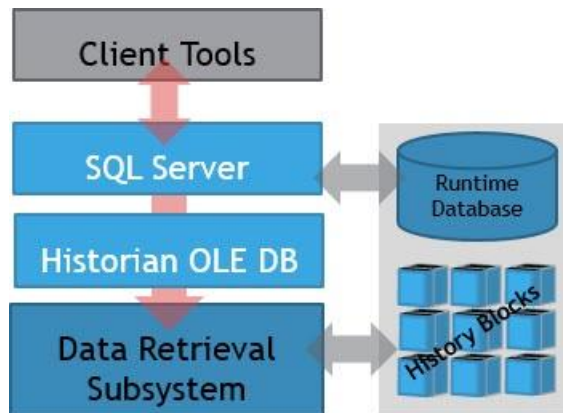 Client Tools
SQL Server
Runtime
Database
Historian OLE DB
Data Retrieval
Subsystem
History Blocks